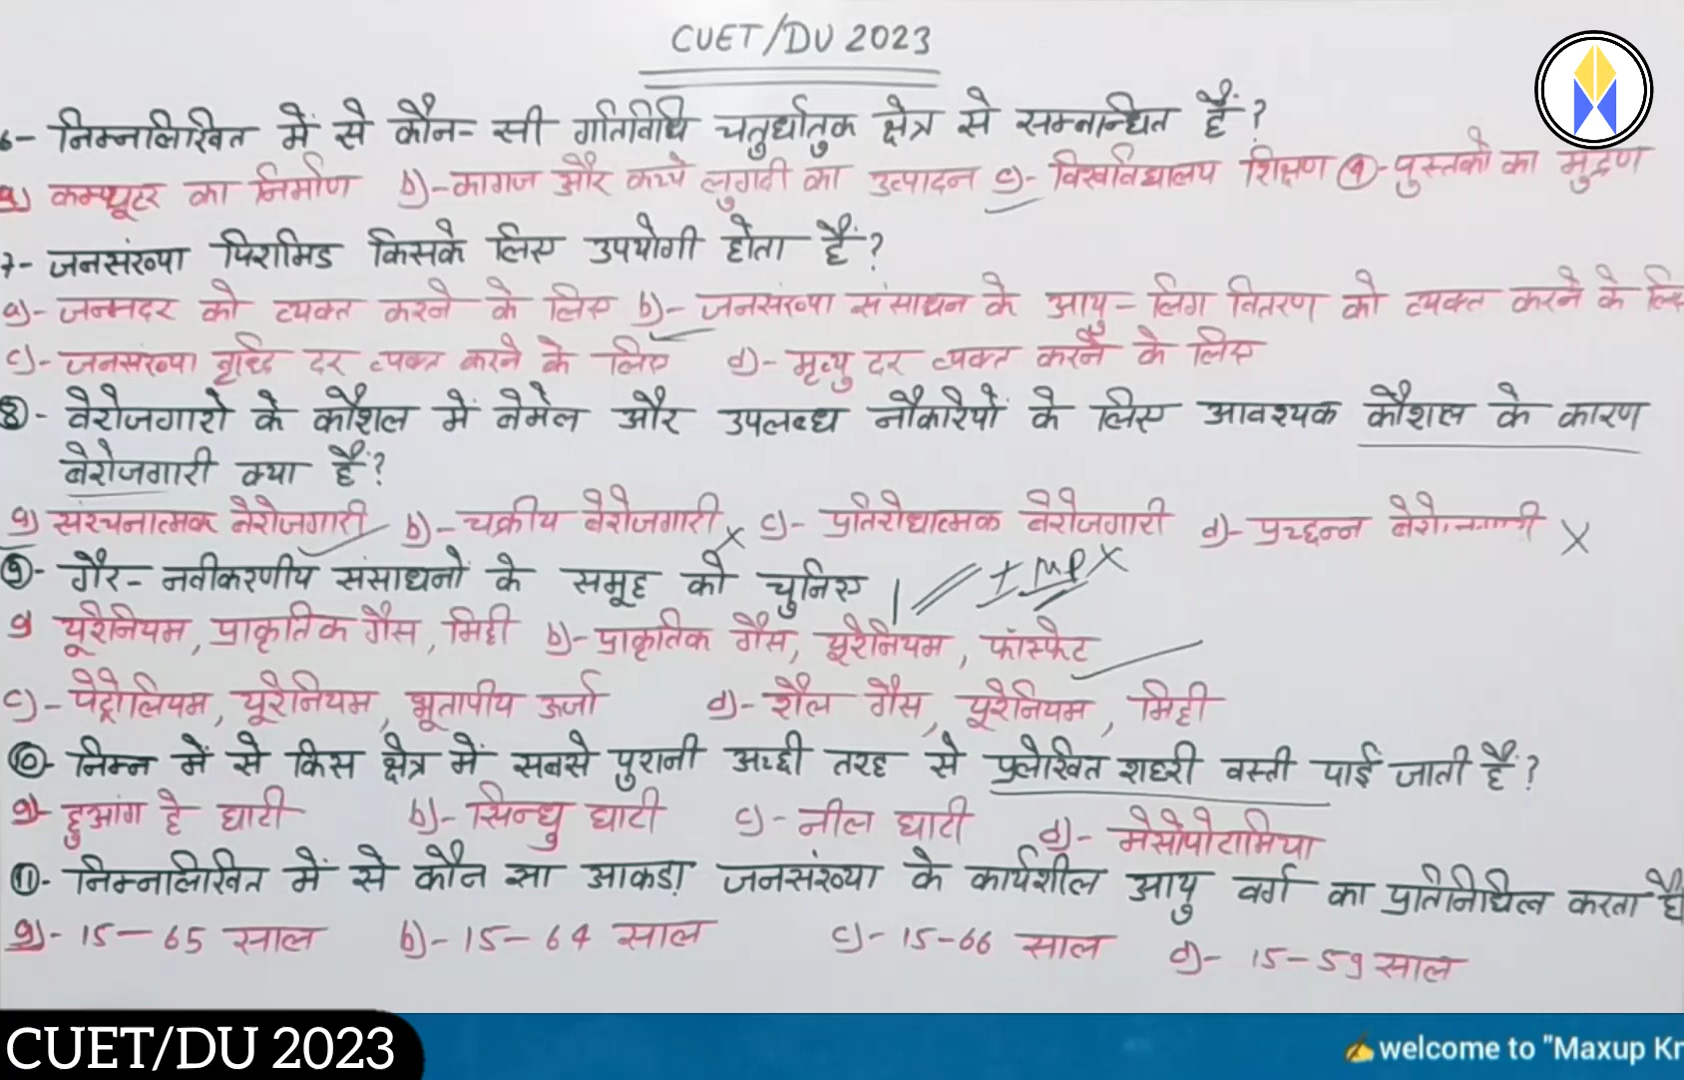 CUET/DU 2023
6- निम्नलिखित में से कौन-सी गतिविधि चतुर्थातुक क्षेत्र से सम्बन्धित हैं?
a) कम्प्यूटर का निर्माण b)- कागज और कच्चे लुगदी का उत्पादन c)- विश्वविद्यालय शिक्षण d)- पुस्तकों का मुद्रण
7- जनसंख्या पिरामिड किसके लिए उपयोगी होता हैं?
a)- जन्मदर को व्यक्त करने के लिए b)- जनसंख्या संसाधन के आयु-लिंग वितरण को व्यक्त करने के लिए
c)- जनसंख्या वृद्धि दर व्यक्त करने के लिए d)- मृत्यु दर व्यक्त करने के लिए
8- बेरोजगारो के कौशल में बेमेल और उपलब्ध नौकरियों के लिए आवश्यक कौशल के कारण
बेरोजगारी क्या हैं?
a) संरचनात्मक बेरोजगारी b)- चक्रीय बेरोजगारी x c)- प्रतिरोधात्मक बेरोजगारी d)- प्रच्छन्न बेरोजगारी x
9- गैर-नवीकरणीय संसाधनो के समूह को चुनिए। Imp x
a) यूरेनियम, प्राकृतिक गैस, मिट्टी b)- प्राकृतिक गैस, यूरेनियम, फॉस्फेट
c)- पेट्रोलियम, यूरेनियम, भूतापीय ऊर्जा d)- शैल गैस, यूरेनियम, मिट्टी
10- निम्न में से किस क्षेत्र में सबसे पुरानी अच्छी तरह से प्रलेखित शहरी बस्ती पाई जाती हैं?
a)- हुआंग हे घाटी b)- सिन्धु घाटी c)- नील घाटी d)- मेसोपोटामिया
11- निम्नलिखित में से कौन सा आकडा़ जनसंख्या के कार्यशील आयु वर्ग का प्रतिनिधित्व करता है
a)- 15-65 साल b)- 15-64 साल c)- 15-66 साल d)- 15-59 साल
CUET/DU 2023
welcome to "Maxup Kr